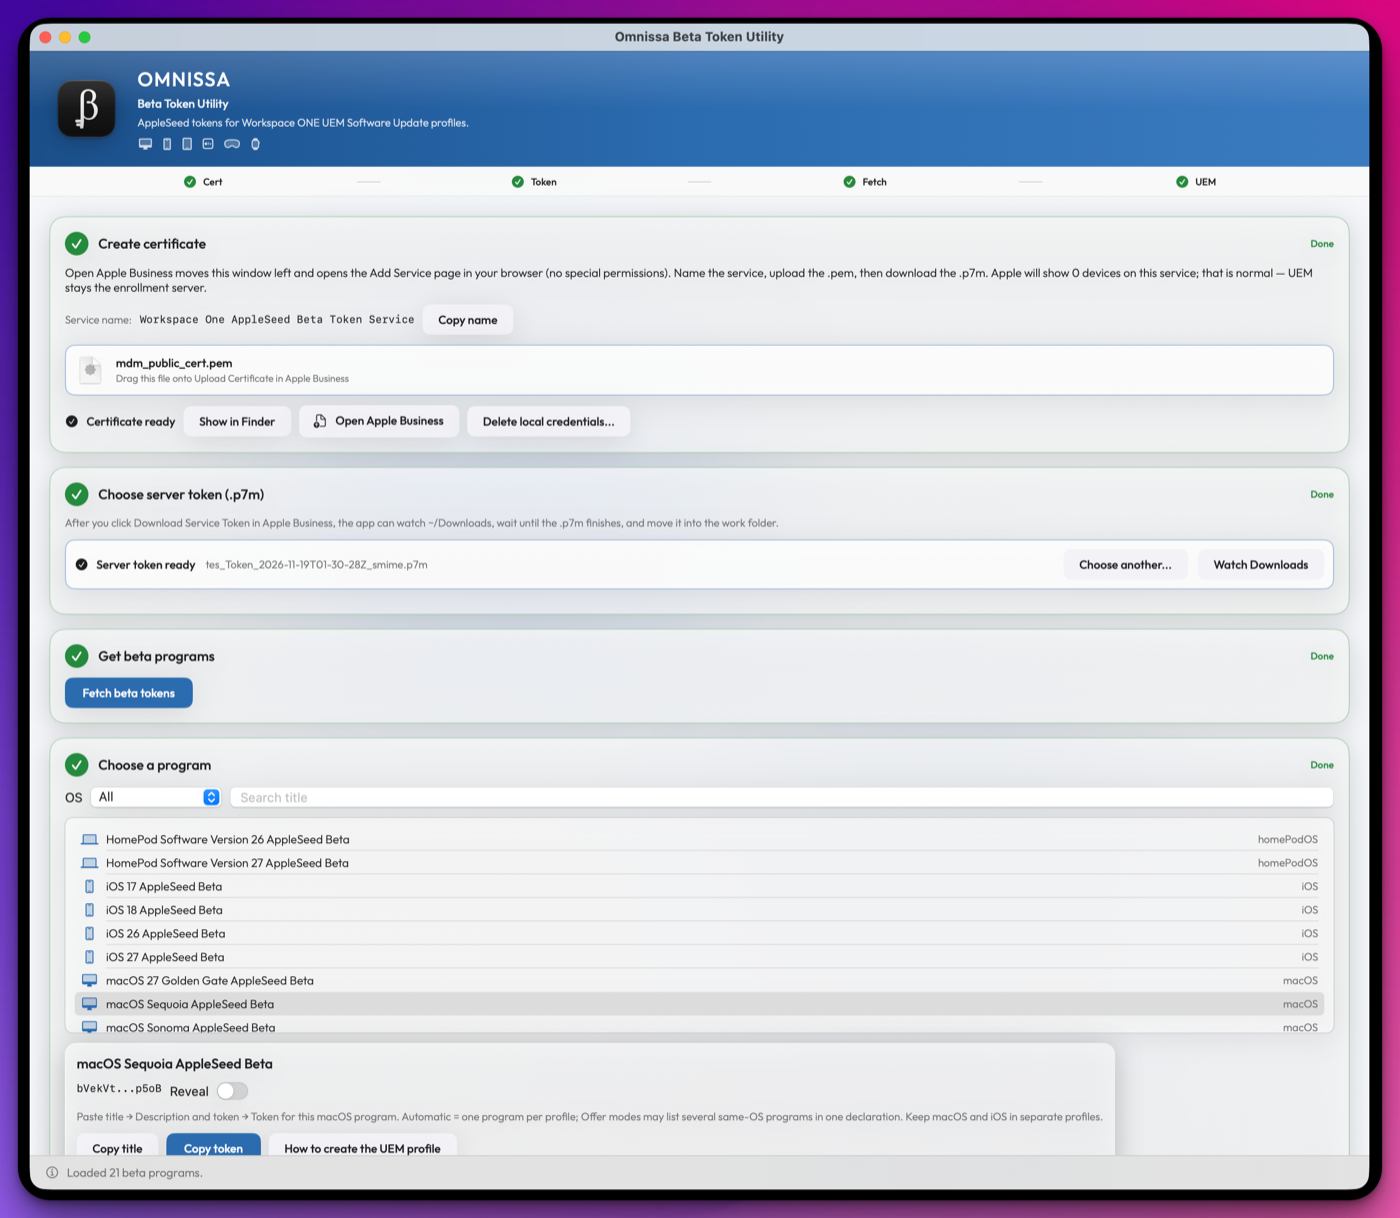 Omnissa Beta Token Utility
β
OMNISSA
Beta Token Utility
AppleSeed tokens for Workspace ONE UEM Software Update profiles.
Cert
Token
Fetch
UEM
Create certificate
Done
Open Apple Business moves this window left and opens the Add Service page in your browser (no special permissions). Name the service, upload the .pem, then download the .p7m. Apple will show 0 devices on this service; that is normal — UEM
stays the enrollment server.
Service name: Workspace One AppleSeed Beta Token Service
Copy name
mdm_public_cert.pem
Drag this file onto Upload Certificate in Apple Business
Certificate ready
Show in Finder
Open Apple Business
Delete local credentials...
Choose server token (.p7m)
Done
After you click Download Service Token in Apple Business, the app can watch ~/Downloads, wait until the .p7m finishes, and move it into the work folder.
Server token ready tes_Token_2026-11-19T01-30-28Z_smime.p7m
Choose another...
Watch Downloads
Get beta programs
Done
Fetch beta tokens
Choose a program
Done
OS All
Search title
HomePod Software Version 26 AppleSeed Beta homePodOS
HomePod Software Version 27 AppleSeed Beta homePodOS
iOS 17 AppleSeed Beta iOS
iOS 18 AppleSeed Beta iOS
iOS 26 AppleSeed Beta iOS
iOS 27 AppleSeed Beta iOS
macOS 27 Golden Gate AppleSeed Beta macOS
macOS Sequoia AppleSeed Beta macOS
macOS Sonoma AppleSeed Beta macOS
macOS Sequoia AppleSeed Beta
bVekVt...p5oB Reveal
Paste title → Description and token → Token for this macOS program. Automatic = one program per profile; Offer modes may list several same-OS programs in one declaration. Keep macOS and iOS in separate profiles.
Copy title
Copy token
How to create the UEM profile
Loaded 21 beta programs.